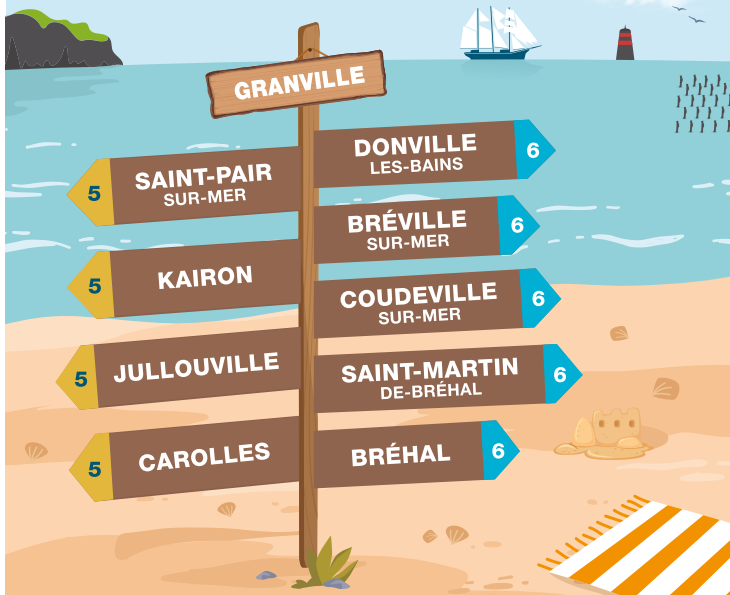 GRANVILLE
5
SAINT-PAIR
SUR-MER
5
KAIRON
5
JULLOUVILLE
5
CAROLLES
DONVILLE
LES-BAINS
6
BRÉVILLE
SUR-MER
6
COUDEVILLE
SUR-MER
6
SAINT-MARTIN
DE-BRÉHAL
6
BRÉHAL
6